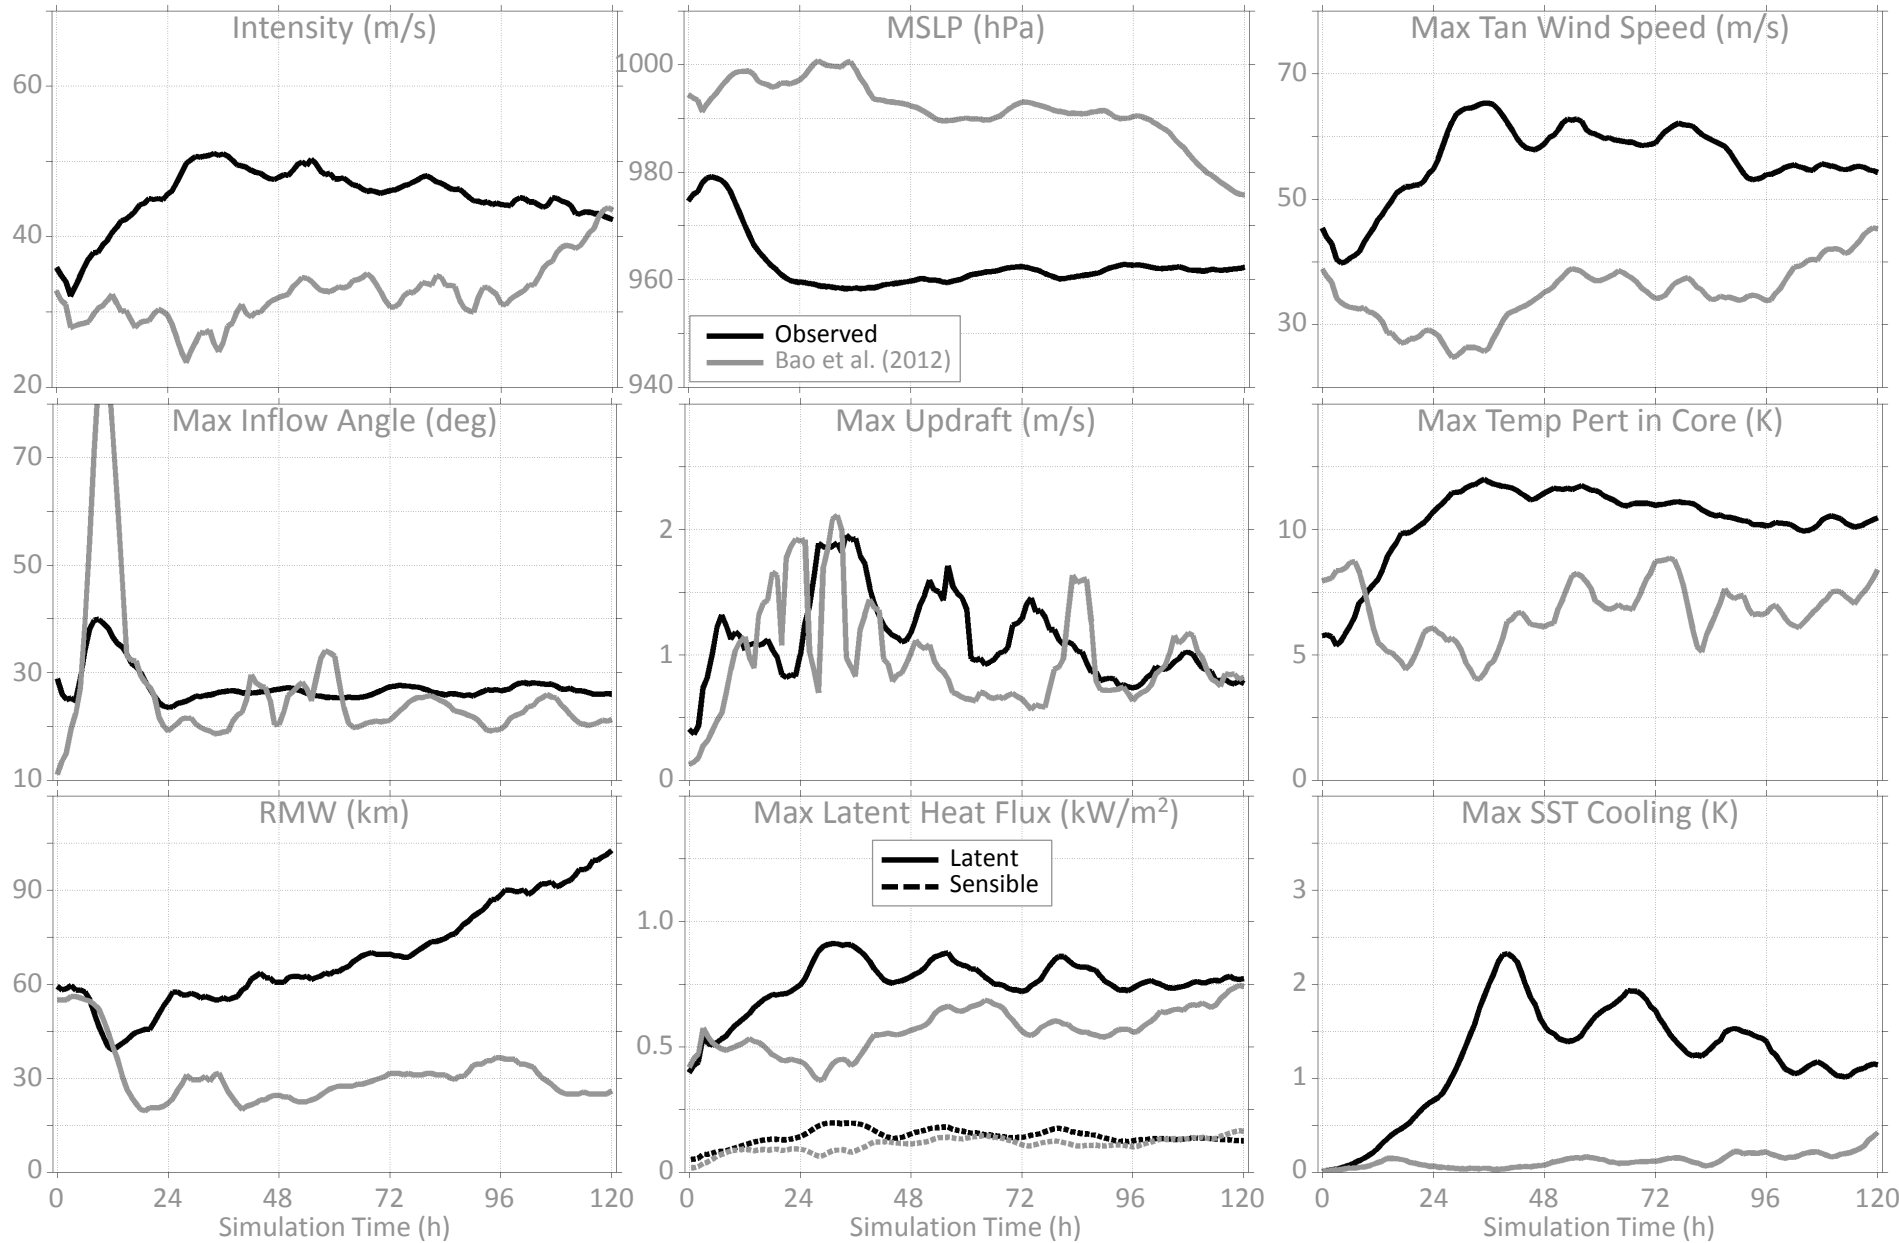 Intensity (m/s)
60
40
20
MSLP (hPa)
1000
980
960
940
Observed
Bao et al. (2012)
Max Tan Wind Speed (m/s)
70
50
30
Max Inflow Angle (deg)
70
50
30
10
Max Updraft (m/s)
2
1
0
Max Temp Pert in Core (K)
10
5
0
RMW (km)
90
60
30
0
0 24 48 72 96 120
Simulation Time (h)
Max Latent Heat Flux (kW/m²)
Latent
Sensible
1.0
0.5
0
0 24 48 72 96 120
Simulation Time (h)
Max SST Cooling (K)
3
2
1
0
0 24 48 72 96 120
Simulation Time (h)